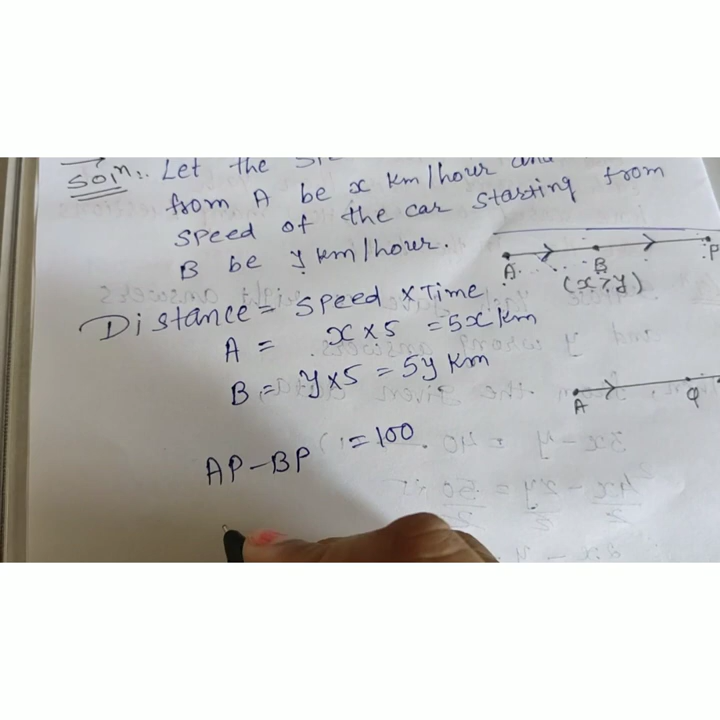 Soln:. Let the
from A be x km/hour and
speed of the car starting from
B be y km/hour.
A B P
(x>y)
Distance = Speed × Time
A = x × 5 = 5x km
B = y × 5 = 5y km
A Q
AP - BP = 100